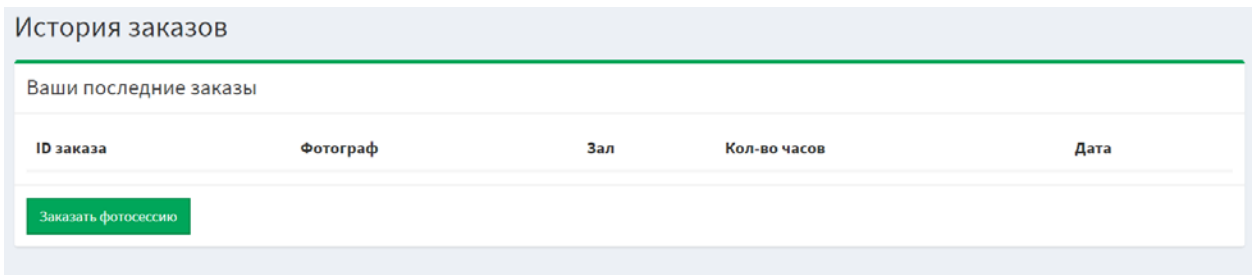 История заказов
Ваши последние заказы
ID заказа Фотограф Зал Кол-во часов Дата
Заказать фотосессию